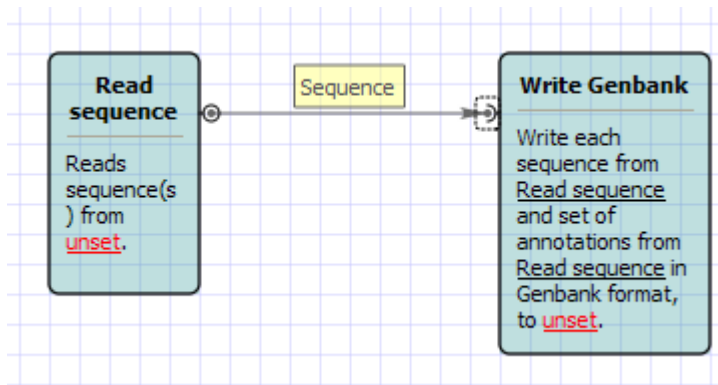 Read
sequence
Reads
sequence(s
) from
unset.
Sequence
Write Genbank
Write each
sequence from
Read sequence
and set of
annotations from
Read sequence in
Genbank format,
to unset.